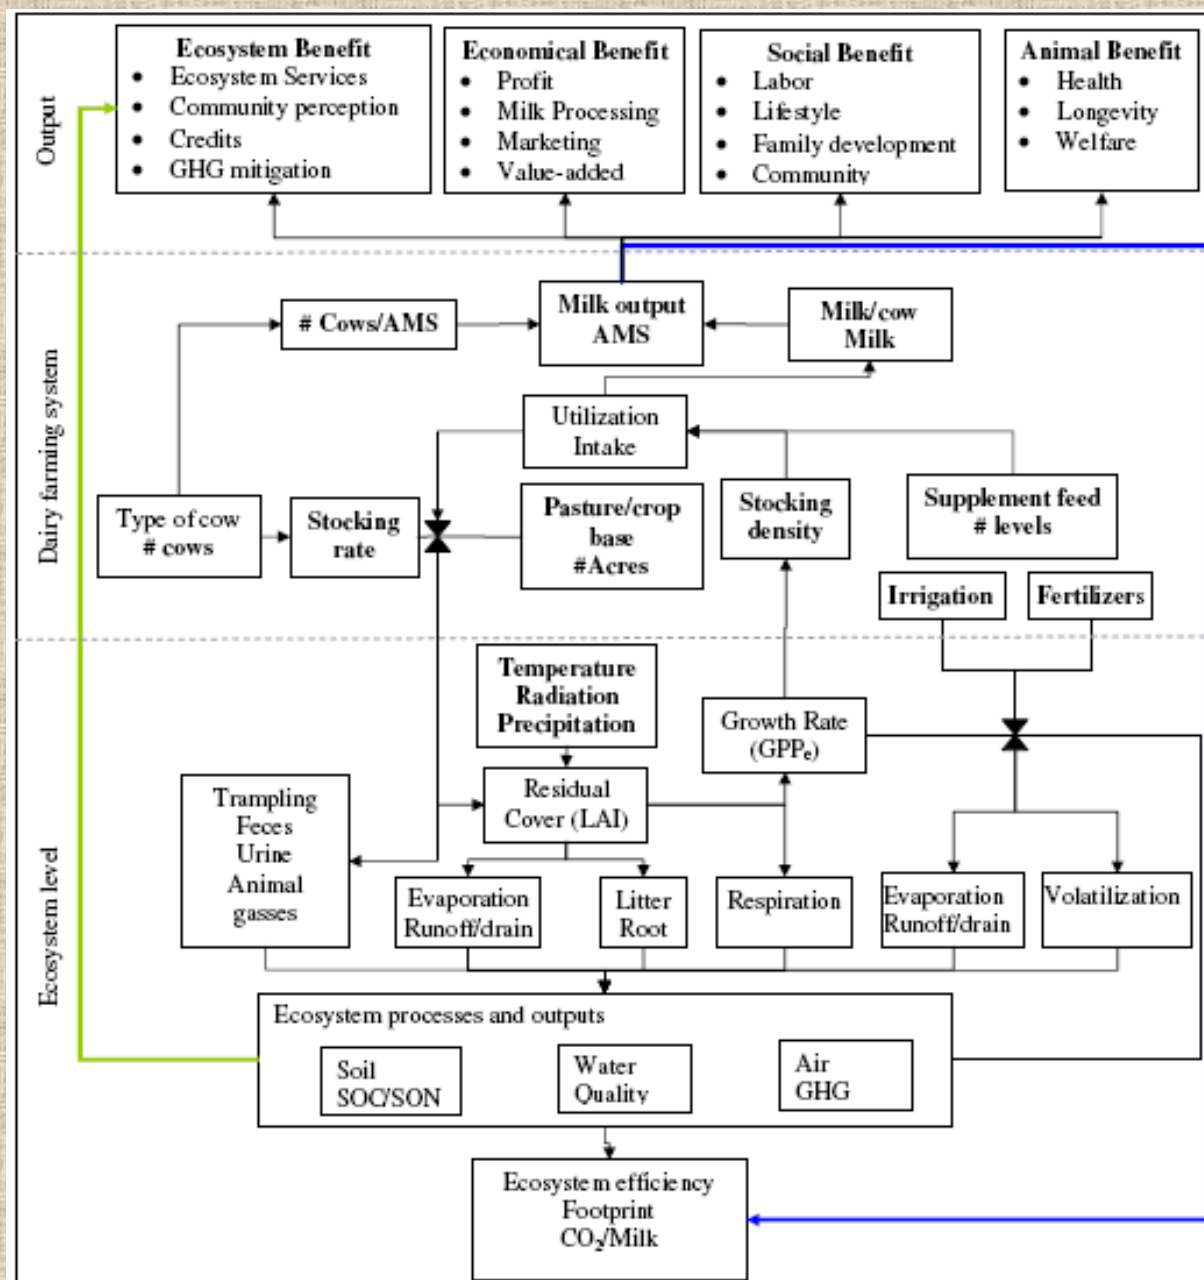 Output
Ecosystem Benefit
• Ecosystem Services
• Community perception
• Credits
• GHG mitigation
Economical Benefit
• Profit
• Milk Processing
• Marketing
• Value-added
Social Benefit
• Labor
• Lifestyle
• Family development
• Community
Animal Benefit
• Health
• Longevity
• Welfare
Dairy farming system
# Cows/AMS
Milk output
AMS
Milk/cow
Milk
Utilization
Intake
Type of cow
# cows
Stocking
rate
Pasture/crop
base
#Acres
Stocking
density
Supplement feed
# levels
Irrigation
Fertilizers
Ecosystem level
Temperature
Radiation
Precipitation
Growth Rate
(GPPe)
Trampling
Feces
Urine
Animal
gasses
Residual
Cover (LAI)
Evaporation
Runoff/drain
Litter
Root
Respiration
Evaporation
Runoff/drain
Volatilization
Ecosystem processes and outputs
Soil
SOC/SON
Water
Quality
Air
GHG
Ecosystem efficiency
Footprint
CO₂/Milk